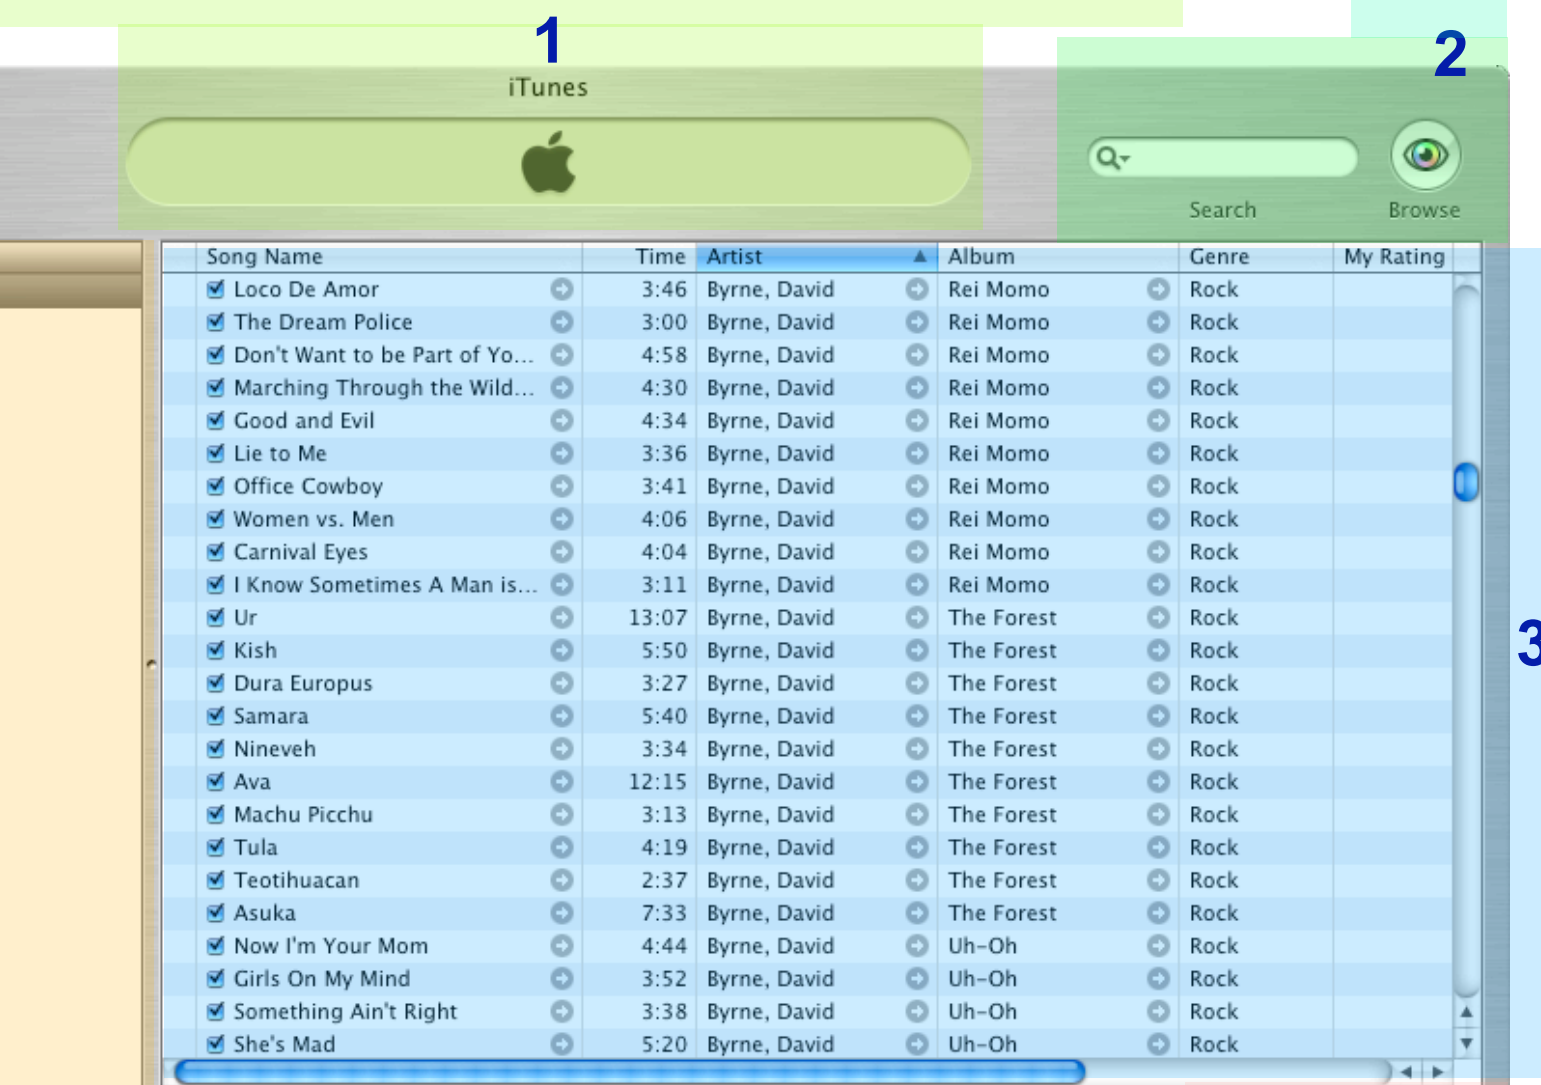 1
2
iTunes
Search
Browse
Song Name Time Artist Album Genre My Rating
Loco De Amor 3:46 Byrne, David Rei Momo Rock
The Dream Police 3:00 Byrne, David Rei Momo Rock
Don't Want to be Part of Yo... 4:58 Byrne, David Rei Momo Rock
Marching Through the Wild... 4:30 Byrne, David Rei Momo Rock
Good and Evil 4:34 Byrne, David Rei Momo Rock
Lie to Me 3:36 Byrne, David Rei Momo Rock
Office Cowboy 3:41 Byrne, David Rei Momo Rock
Women vs. Men 4:06 Byrne, David Rei Momo Rock
Carnival Eyes 4:04 Byrne, David Rei Momo Rock
I Know Sometimes A Man is... 3:11 Byrne, David Rei Momo Rock
Ur 13:07 Byrne, David The Forest Rock
3
Kish 5:50 Byrne, David The Forest Rock
Dura Europus 3:27 Byrne, David The Forest Rock
Samara 5:40 Byrne, David The Forest Rock
Nineveh 3:34 Byrne, David The Forest Rock
Ava 12:15 Byrne, David The Forest Rock
Machu Picchu 3:13 Byrne, David The Forest Rock
Tula 4:19 Byrne, David The Forest Rock
Teotihuacan 2:37 Byrne, David The Forest Rock
Asuka 7:33 Byrne, David The Forest Rock
Now I'm Your Mom 4:44 Byrne, David Uh-Oh Rock
Girls On My Mind 3:52 Byrne, David Uh-Oh Rock
Something Ain't Right 3:38 Byrne, David Uh-Oh Rock
She's Mad 5:20 Byrne, David Uh-Oh Rock